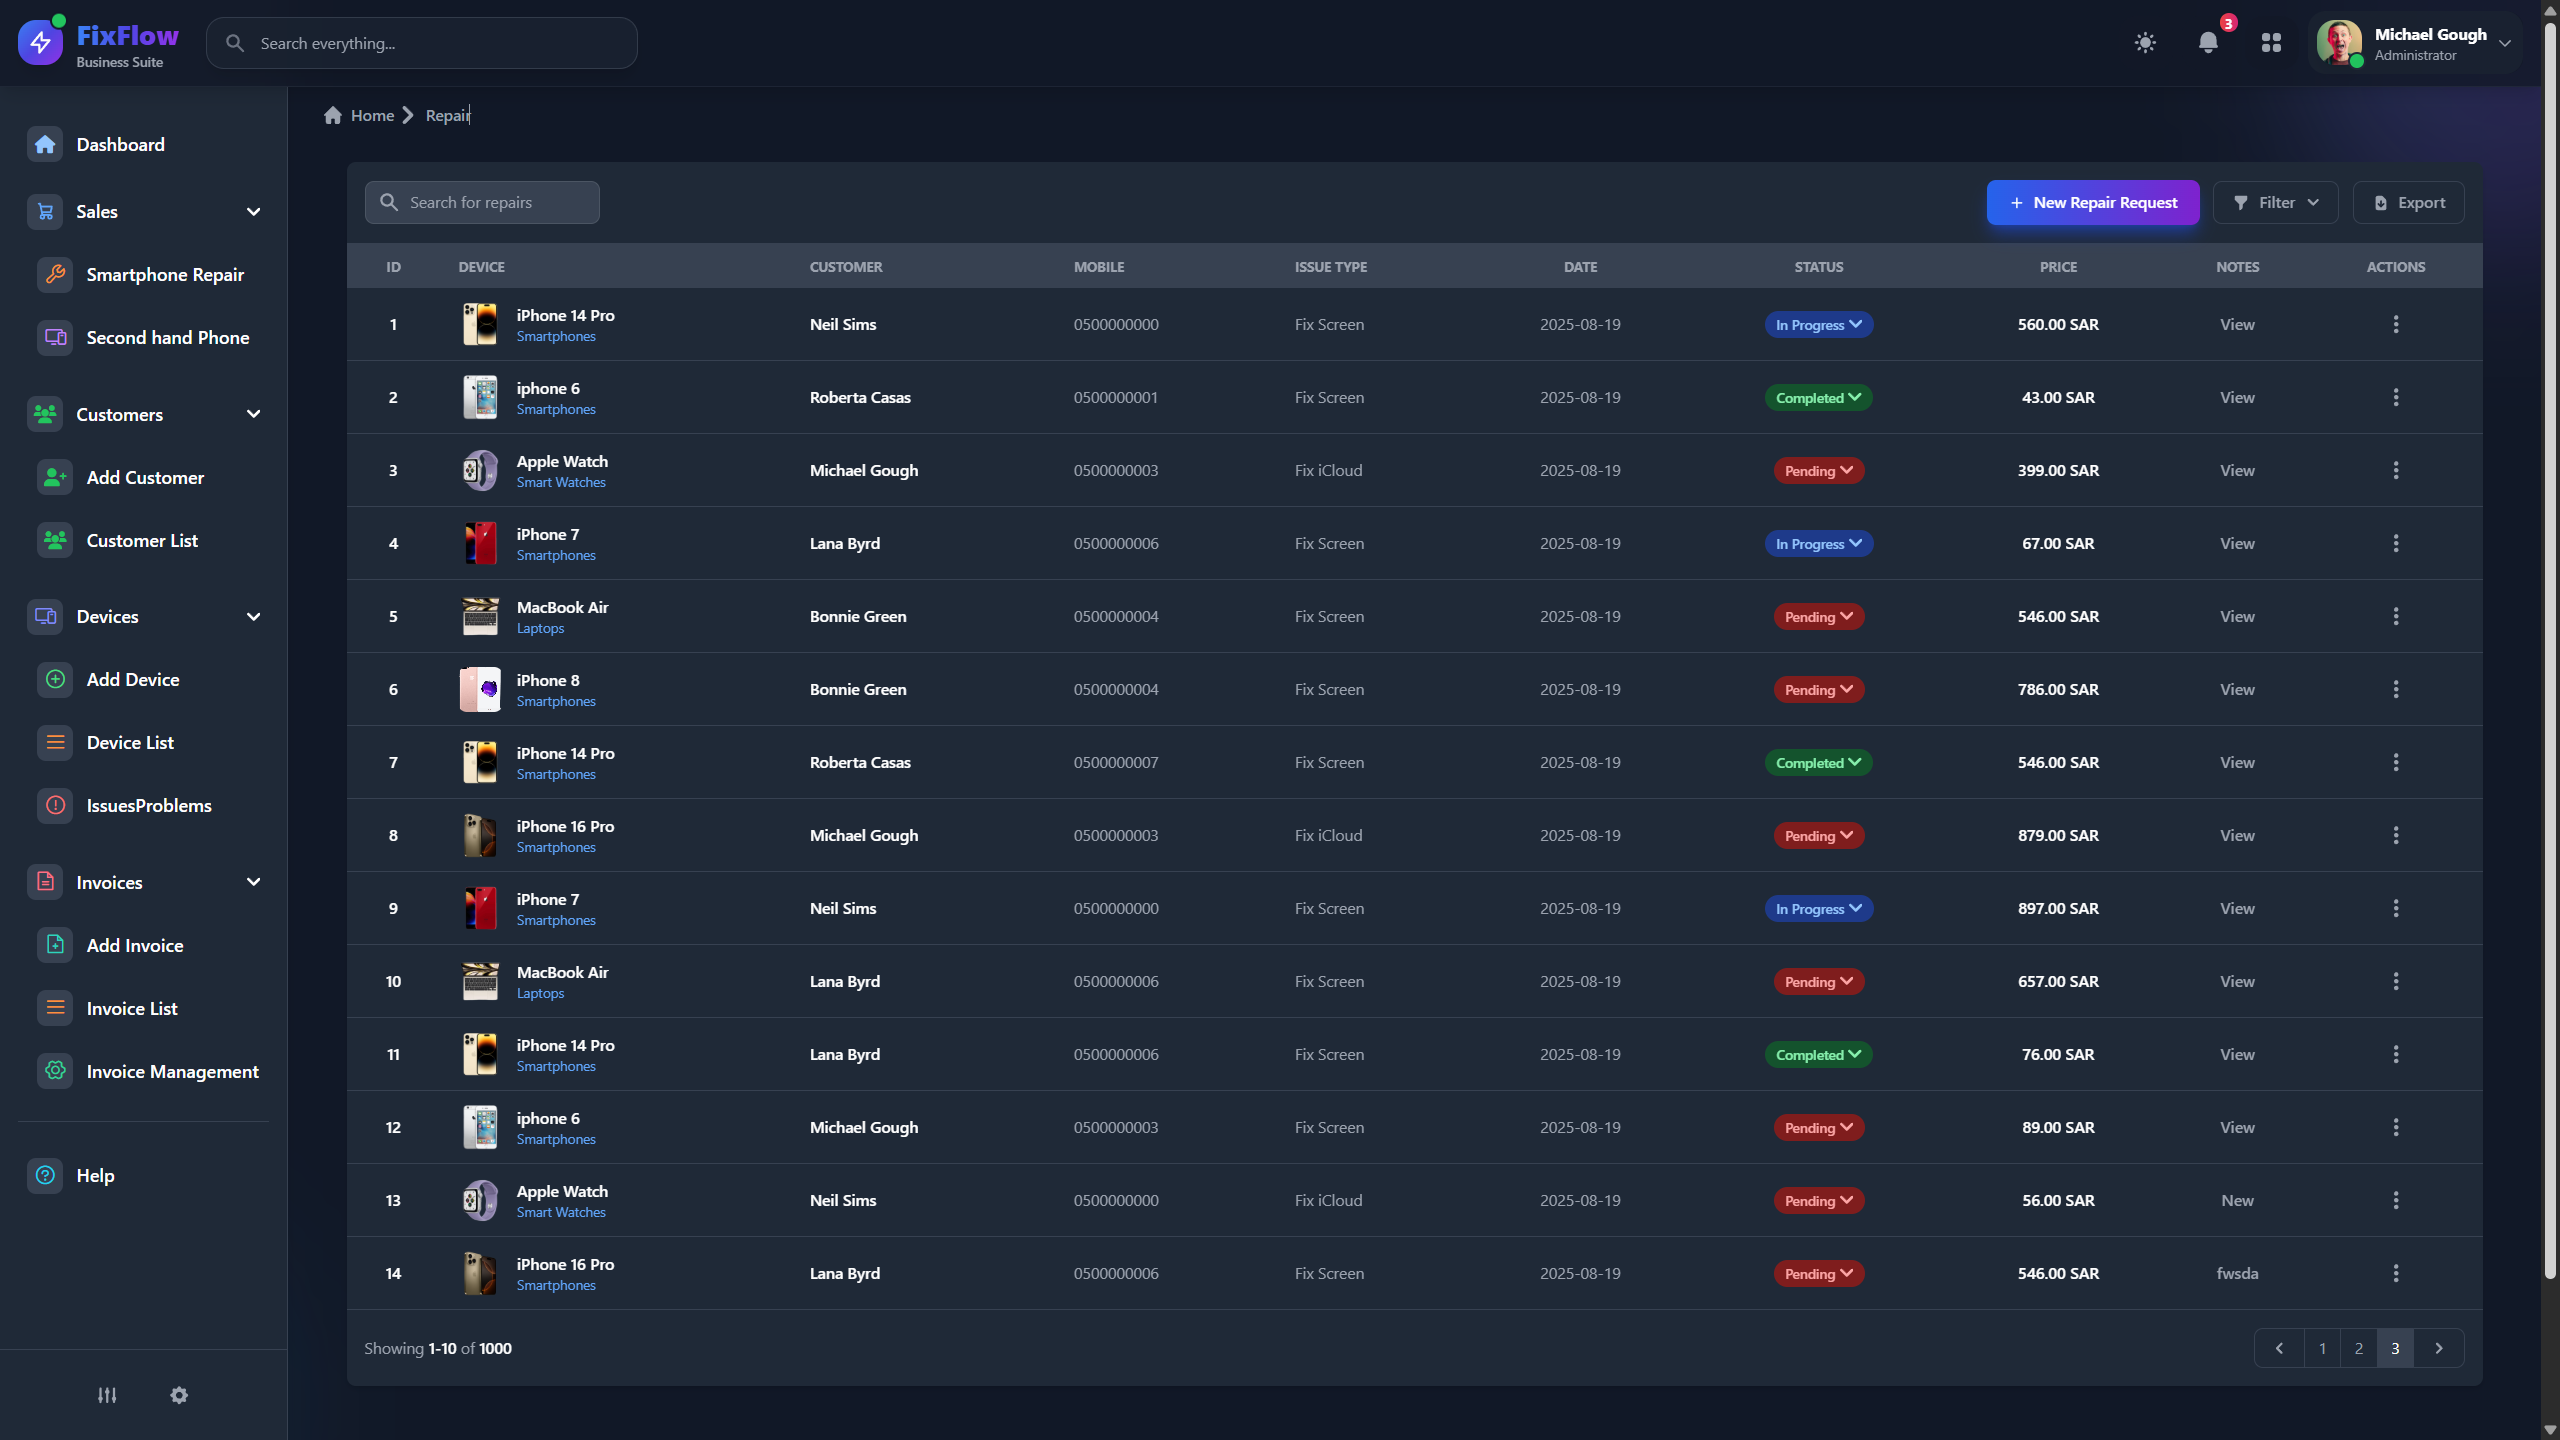 FixFlow
Business Suite
Search everything...
3
Michael Gough
Administrator
Home
Repair
Dashboard
Sales
Smartphone Repair
Second hand Phone
Customers
Add Customer
Customer List
Devices
Add Device
Device List
IssuesProblems
Invoices
Add Invoice
Invoice List
Invoice Management
Help
Search for repairs
New Repair Request
Filter
Export
ID DEVICE CUSTOMER MOBILE ISSUE TYPE DATE STATUS PRICE NOTES ACTIONS
1 iPhone 14 Pro Neil Sims 0500000000 Fix Screen 2025-08-19 In Progress 560.00 SAR View
Smartphones
2 iphone 6 Roberta Casas 0500000001 Fix Screen 2025-08-19 Completed 43.00 SAR View
Smartphones
3 Apple Watch Michael Gough 0500000003 Fix iCloud 2025-08-19 Pending 399.00 SAR View
Smart Watches
4 iPhone 7 Lana Byrd 0500000006 Fix Screen 2025-08-19 In Progress 67.00 SAR View
Smartphones
5 MacBook Air Bonnie Green 0500000004 Fix Screen 2025-08-19 Pending 546.00 SAR View
Laptops
6 iPhone 8 Bonnie Green 0500000004 Fix Screen 2025-08-19 Pending 786.00 SAR View
Smartphones
7 iPhone 14 Pro Roberta Casas 0500000007 Fix Screen 2025-08-19 Completed 546.00 SAR View
Smartphones
8 iPhone 16 Pro Michael Gough 0500000003 Fix iCloud 2025-08-19 Pending 879.00 SAR View
Smartphones
9 iPhone 7 Neil Sims 0500000000 Fix Screen 2025-08-19 In Progress 897.00 SAR View
Smartphones
10 MacBook Air Lana Byrd 0500000006 Fix Screen 2025-08-19 Pending 657.00 SAR View
Laptops
11 iPhone 14 Pro Lana Byrd 0500000006 Fix Screen 2025-08-19 Completed 76.00 SAR View
Smartphones
12 iphone 6 Michael Gough 0500000003 Fix Screen 2025-08-19 Pending 89.00 SAR View
Smartphones
13 Apple Watch Neil Sims 0500000000 Fix iCloud 2025-08-19 Pending 56.00 SAR New
Smart Watches
14 iPhone 16 Pro Lana Byrd 0500000006 Fix Screen 2025-08-19 Pending 546.00 SAR fwsda
Smartphones
Showing 1-10 of 1000
1 2 3